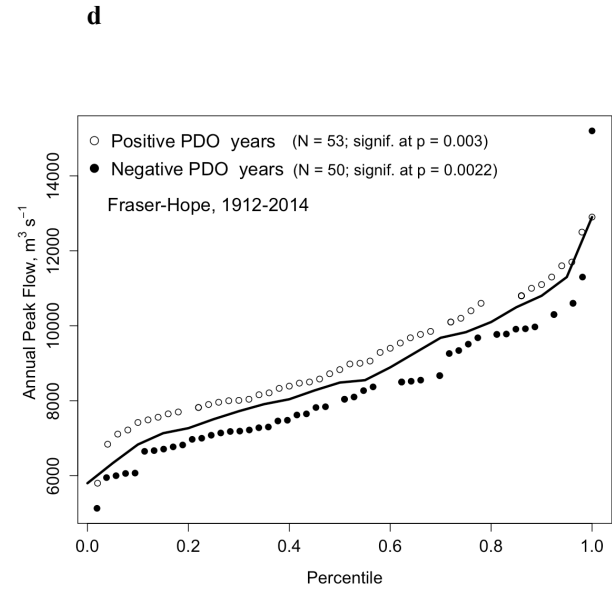 d
Positive PDO years (N = 53; signif. at p = 0.003)
Negative PDO years (N = 50; signif. at p = 0.0022)
Fraser-Hope, 1912-2014
Annual Peak Flow, m³ s⁻¹
14000
12000
10000
8000
6000
0.0 0.2 0.4 0.6 0.8 1.0
Percentile